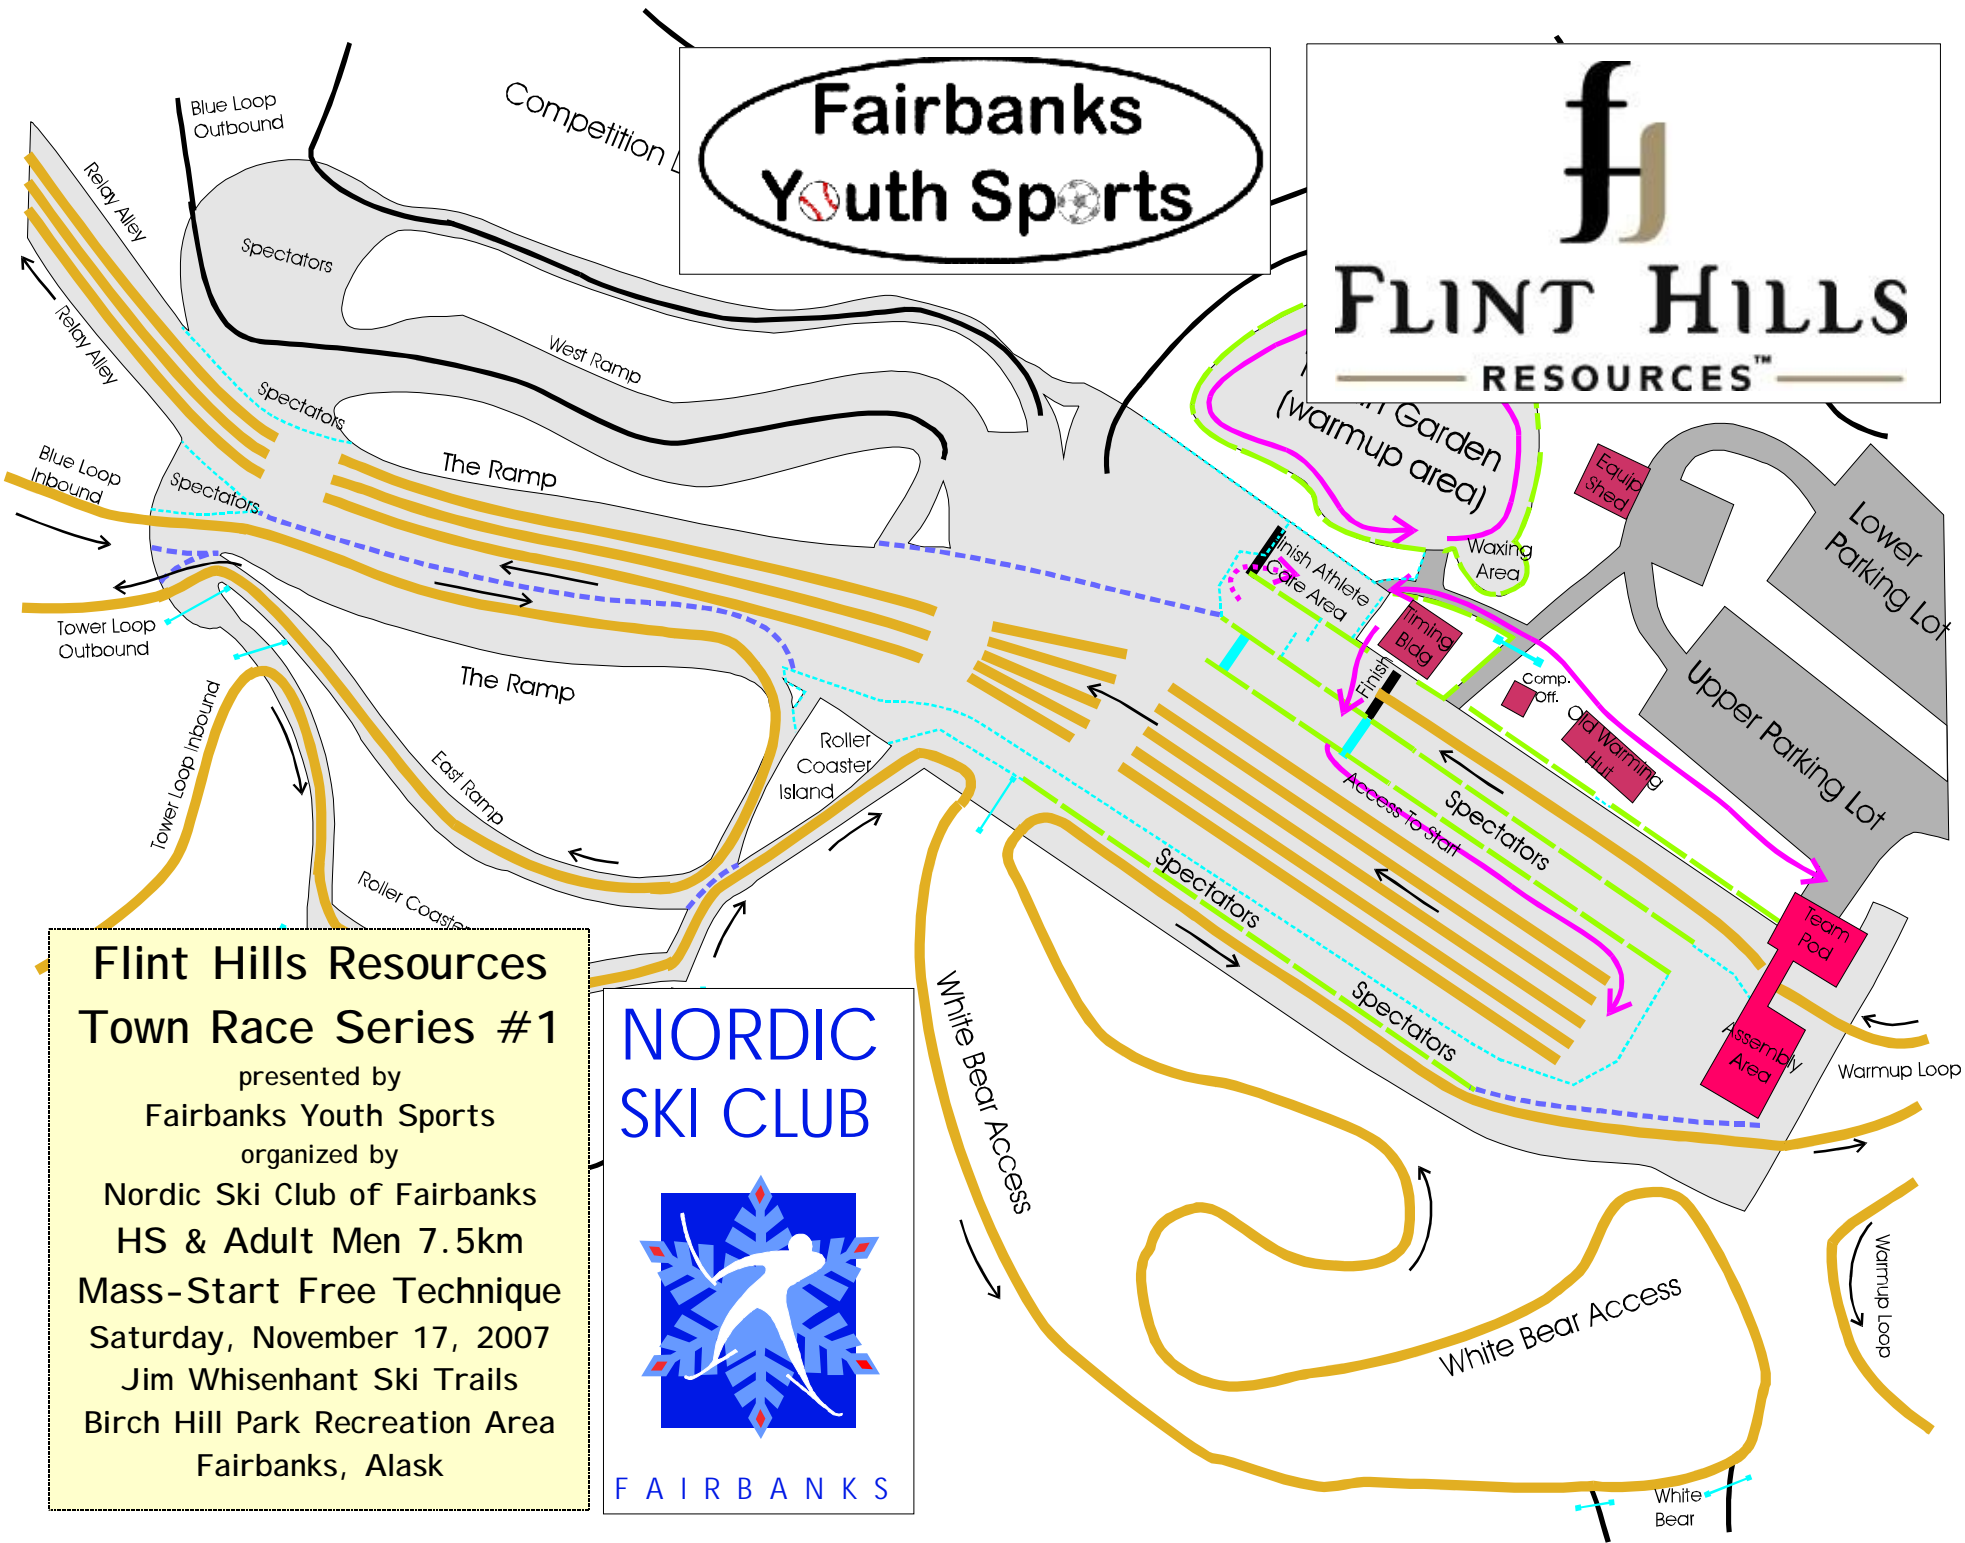 Blue Loop
Outbound
Competition
Fairbanks
Youth Sports
FLINT HILLS
RESOURCES™
Relay Alley
Spectators
Relay Alley
West Ramp
Spectators
Garden
(warmup area)
Equip
Shed
Lower
Parking Lot
Blue Loop
Inbound
Spectators
The Ramp
Waxing
Area
inish Athlete
Care Area
Timing
Bldg
Tower Loop
Outbound
The Ramp
Finish
Comp.
Off.
Old Warming
Hut
Upper Parking Lot
Tower Loop Inbound
East Ramp
Roller
Coaster
Island
Access To Start
Spectators
Spectators
Roller Coaster
Team
Pod
Spectators
Assembly
Area
Warmup Loop
White Bear Access
Flint Hills Resources
Town Race Series #1
presented by
Fairbanks Youth Sports
organized by
Nordic Ski Club of Fairbanks
HS & Adult Men 7.5km
Mass-Start Free Technique
Saturday, November 17, 2007
Jim Whisenhant Ski Trails
Birch Hill Park Recreation Area
Fairbanks, Alask
NORDIC
SKI CLUB
FAIRBANKS
White Bear Access
Warmup Loop
White
Bear